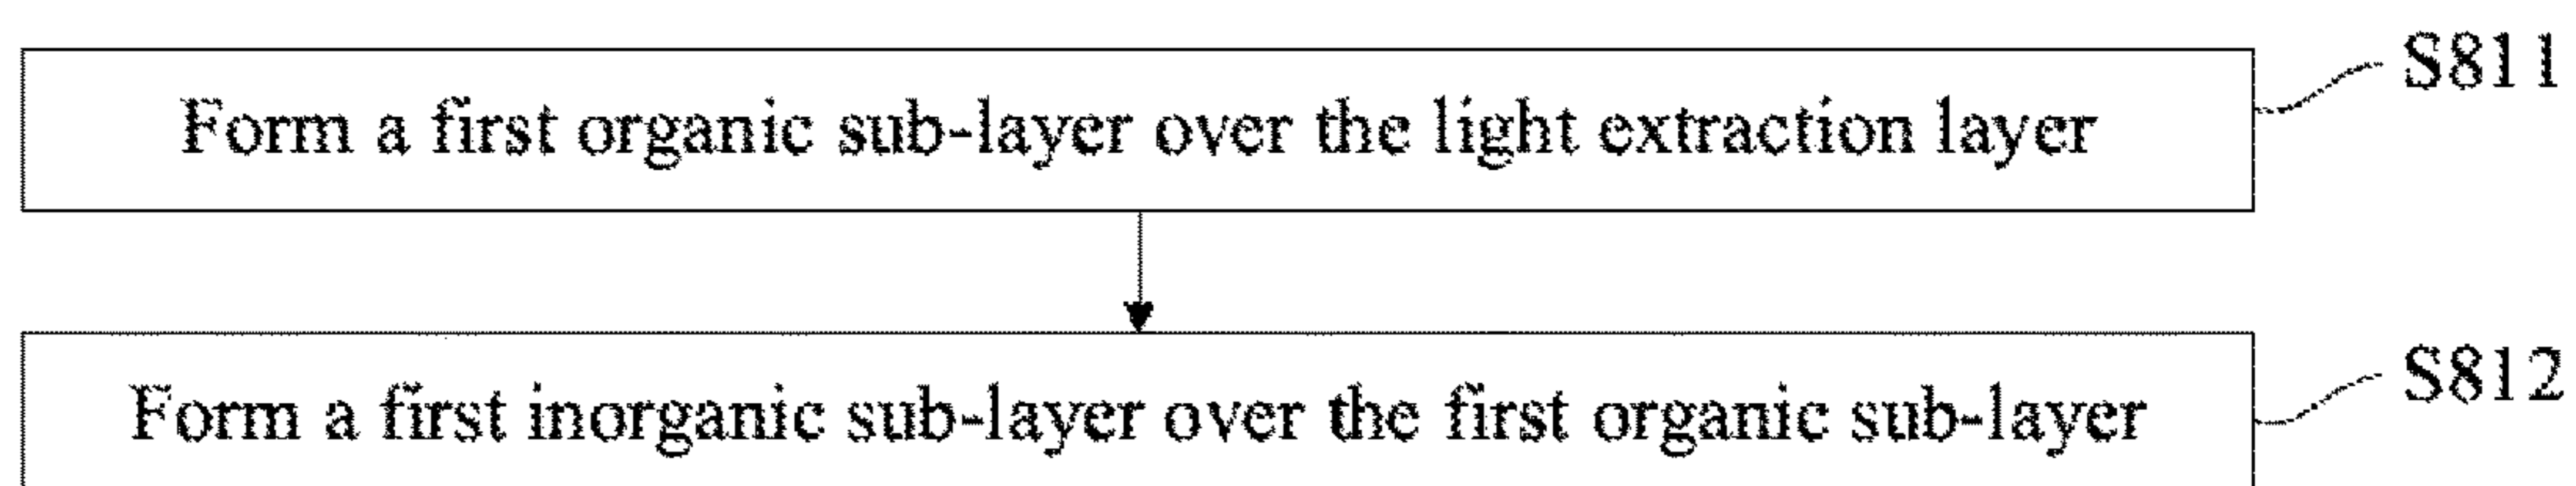 Form a first organic sub-layer over the light extraction layer
S811
Form a first inorganic sub-layer over the first organic sub-layer
S812